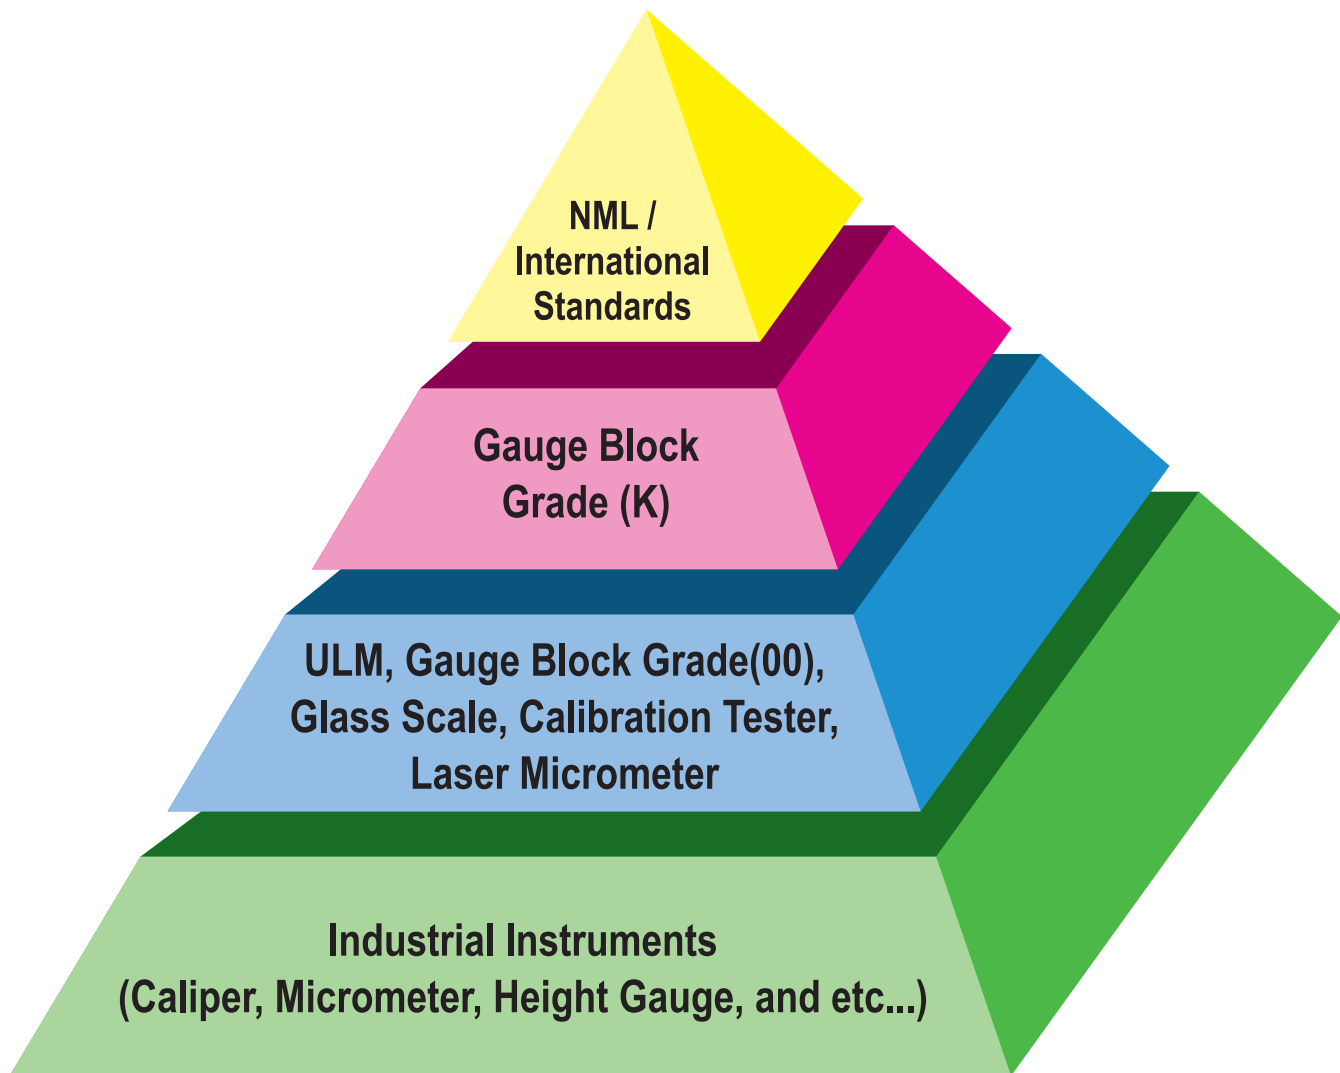 NML /
International
Standards
Gauge Block
Grade (K)
ULM, Gauge Block Grade(00),
Glass Scale, Calibration Tester,
Laser Micrometer
Industrial Instruments
(Caliper, Micrometer, Height Gauge, and etc...)